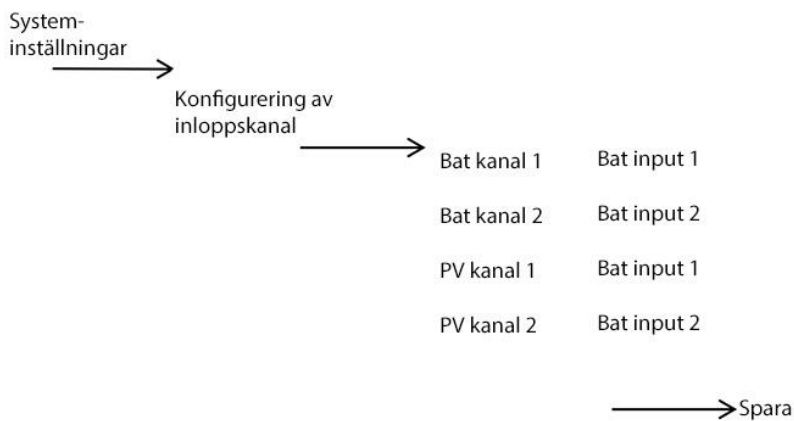 System-
inställningar
Konfigurering av
inloppskanal
Bat kanal 1 Bat input 1
Bat kanal 2 Bat input 2
PV kanal 1 Bat input 1
PV kanal 2 Bat input 2
Spara